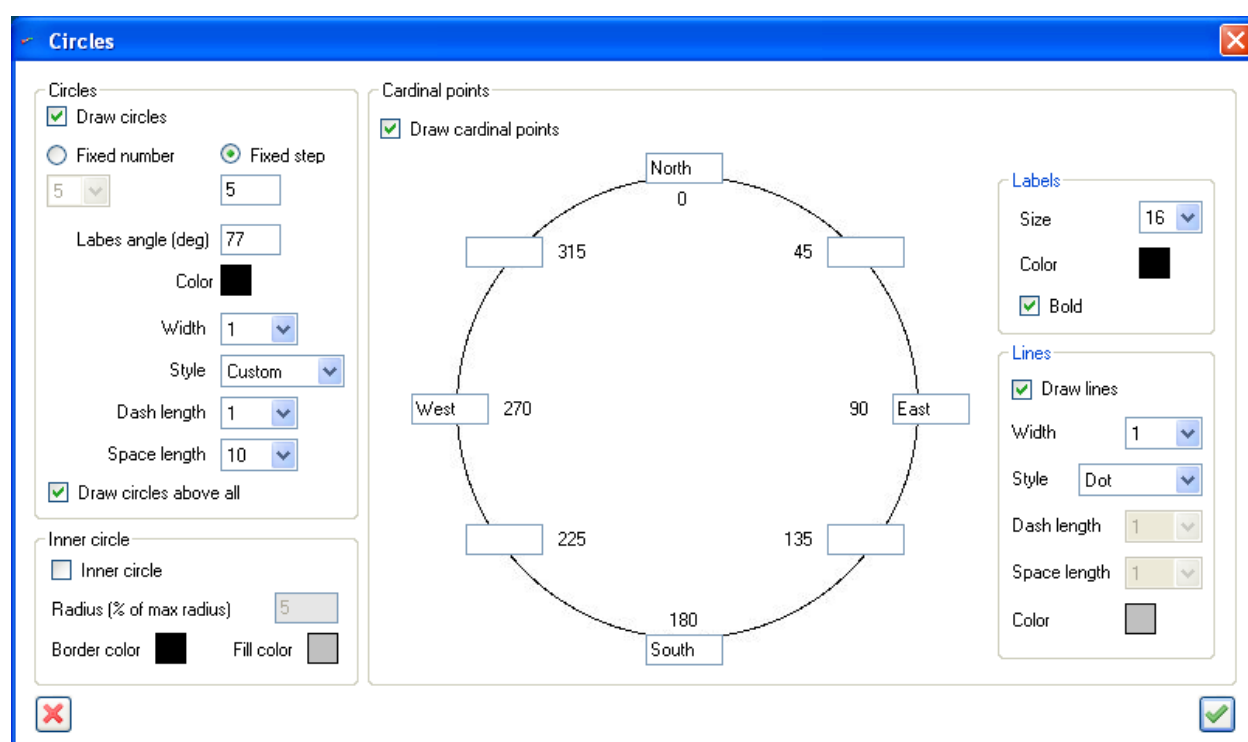 Circles
Circles
Draw circles
Fixed number Fixed step
5 5
Labes angle (deg) 77
Color
Width 1
Style Custom
Dash length 1
Space length 10
Draw circles above all
Inner circle
Inner circle
Radius (% of max radius) 5
Border color Fill color
Cardinal points
Draw cardinal points
North
0
315 45
West 270 90 East
225 135
180
South
Labels
Size 16
Color
Bold
Lines
Draw lines
Width 1
Style Dot
Dash length 1
Space length 1
Color